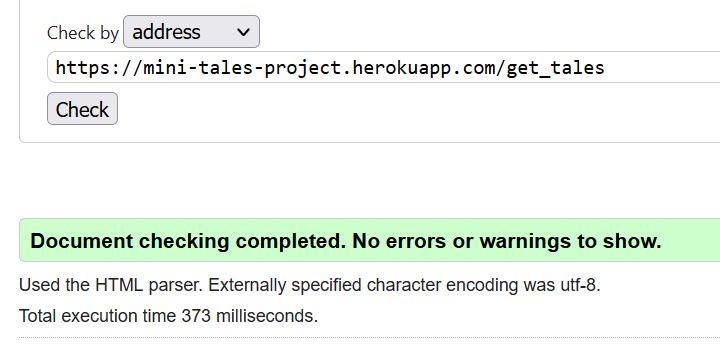 Check by address
https://mini-tales-project.herokuapp.com/get_tales
Check
Document checking completed. No errors or warnings to show.
Used the HTML parser. Externally specified character encoding was utf-8.
Total execution time 373 milliseconds.